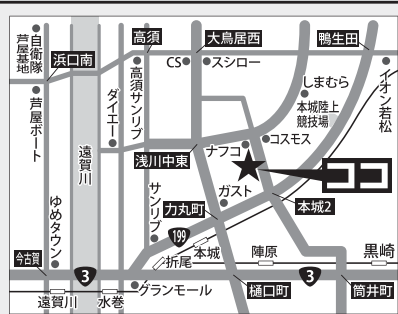 自衛隊
芦屋基地
浜口南
高須
大鳥居西
鴨生田
CS
スシロー
イオン若松
高須サンリブ
しまむら
本城陸上
競技場
芦屋ボート
ダイエー
遠賀川
コスモス
ナフコ
浅川中東
ココ
ガスト
サンリブ
力丸町
本城2
ゆめタウン
199
本城
折尾
陣原
黒崎
今古賀
3
3
グランモール
遠賀川
水巻
樋口町
筒井町